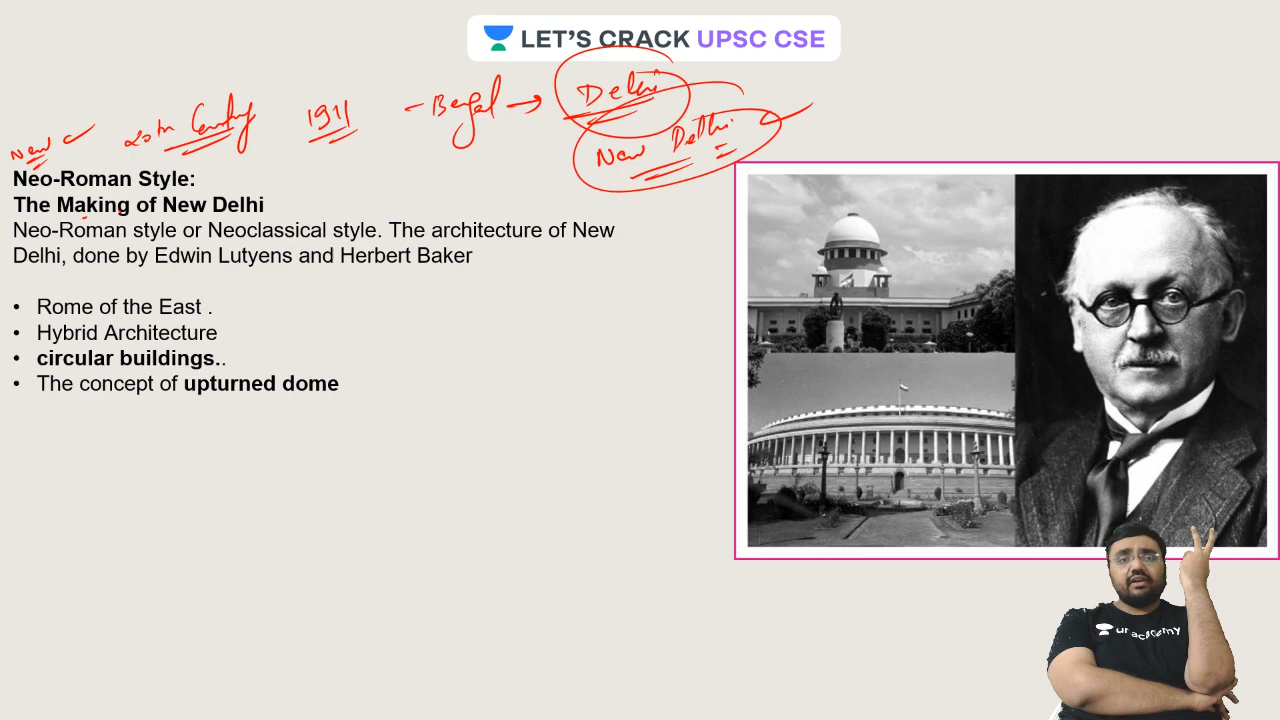 LET'S CRACK UPSC CSE
New 20th Century 1911 - Bengal → Delhi
New Delhi
Neo-Roman Style:
The Making of New Delhi
Neo-Roman style or Neoclassical style. The architecture of New
Delhi, done by Edwin Lutyens and Herbert Baker
• Rome of the East .
• Hybrid Architecture
• circular buildings..
• The concept of upturned dome
unacademy